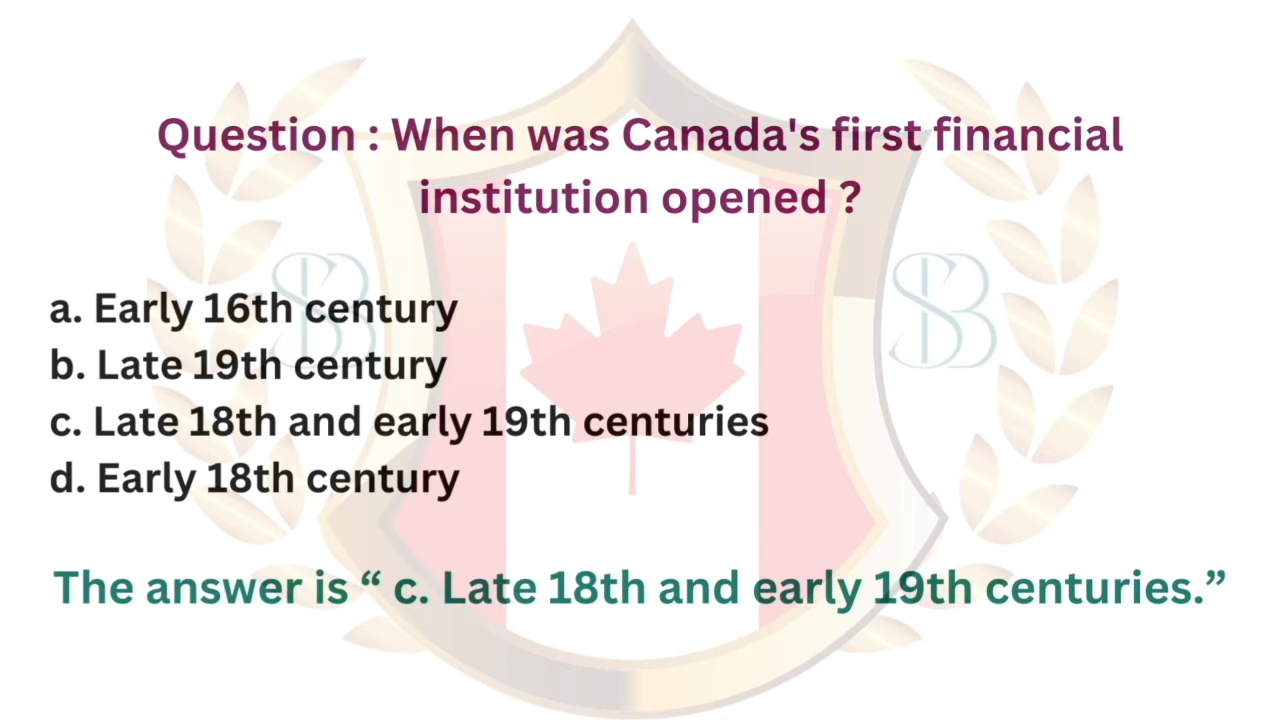 Question : When was Canada's first financial
institution opened ?
a. Early 16th century
b. Late 19th century
c. Late 18th and early 19th centuries
d. Early 18th century
The answer is “ c. Late 18th and early 19th centuries.”